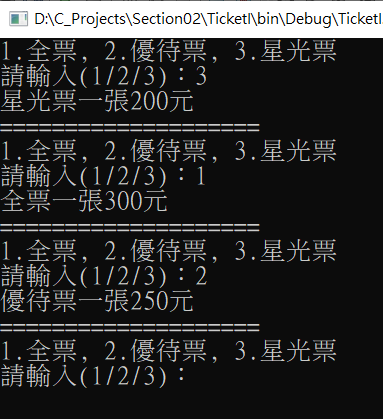 D:\C_Projects\Section02\TicketI\bin\Debug\TicketI
1.全票, 2.優待票, 3.星光票
請輸入(1/2/3)：3
星光票一張200元
====================
1.全票, 2.優待票, 3.星光票
請輸入(1/2/3)：1
全票一張300元
====================
1.全票, 2.優待票, 3.星光票
請輸入(1/2/3)：2
優待票一張250元
====================
1.全票, 2.優待票, 3.星光票
請輸入(1/2/3)：